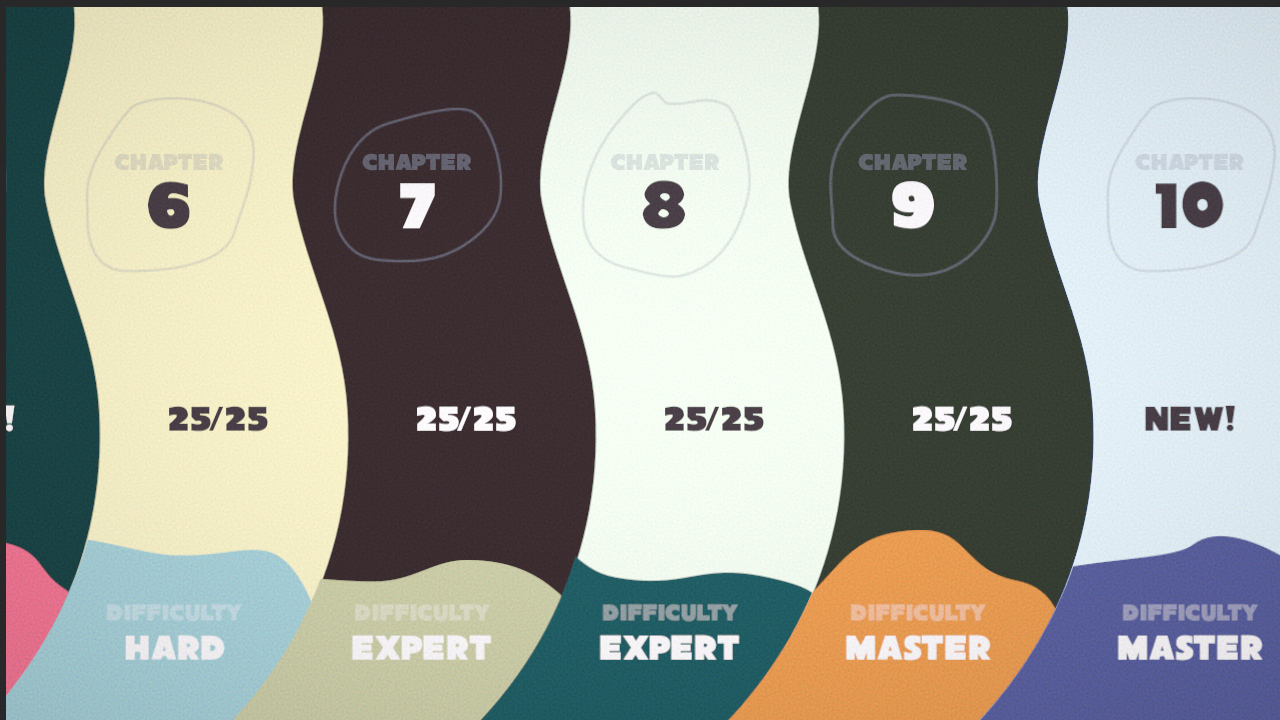 CHAPTER
6
25/25
DIFFICULTY
HARD
CHAPTER
7
25/25
DIFFICULTY
EXPERT
CHAPTER
8
25/25
DIFFICULTY
EXPERT
CHAPTER
9
25/25
DIFFICULTY
MASTER
CHAPTER
10
NEW!
DIFFICULTY
MASTER